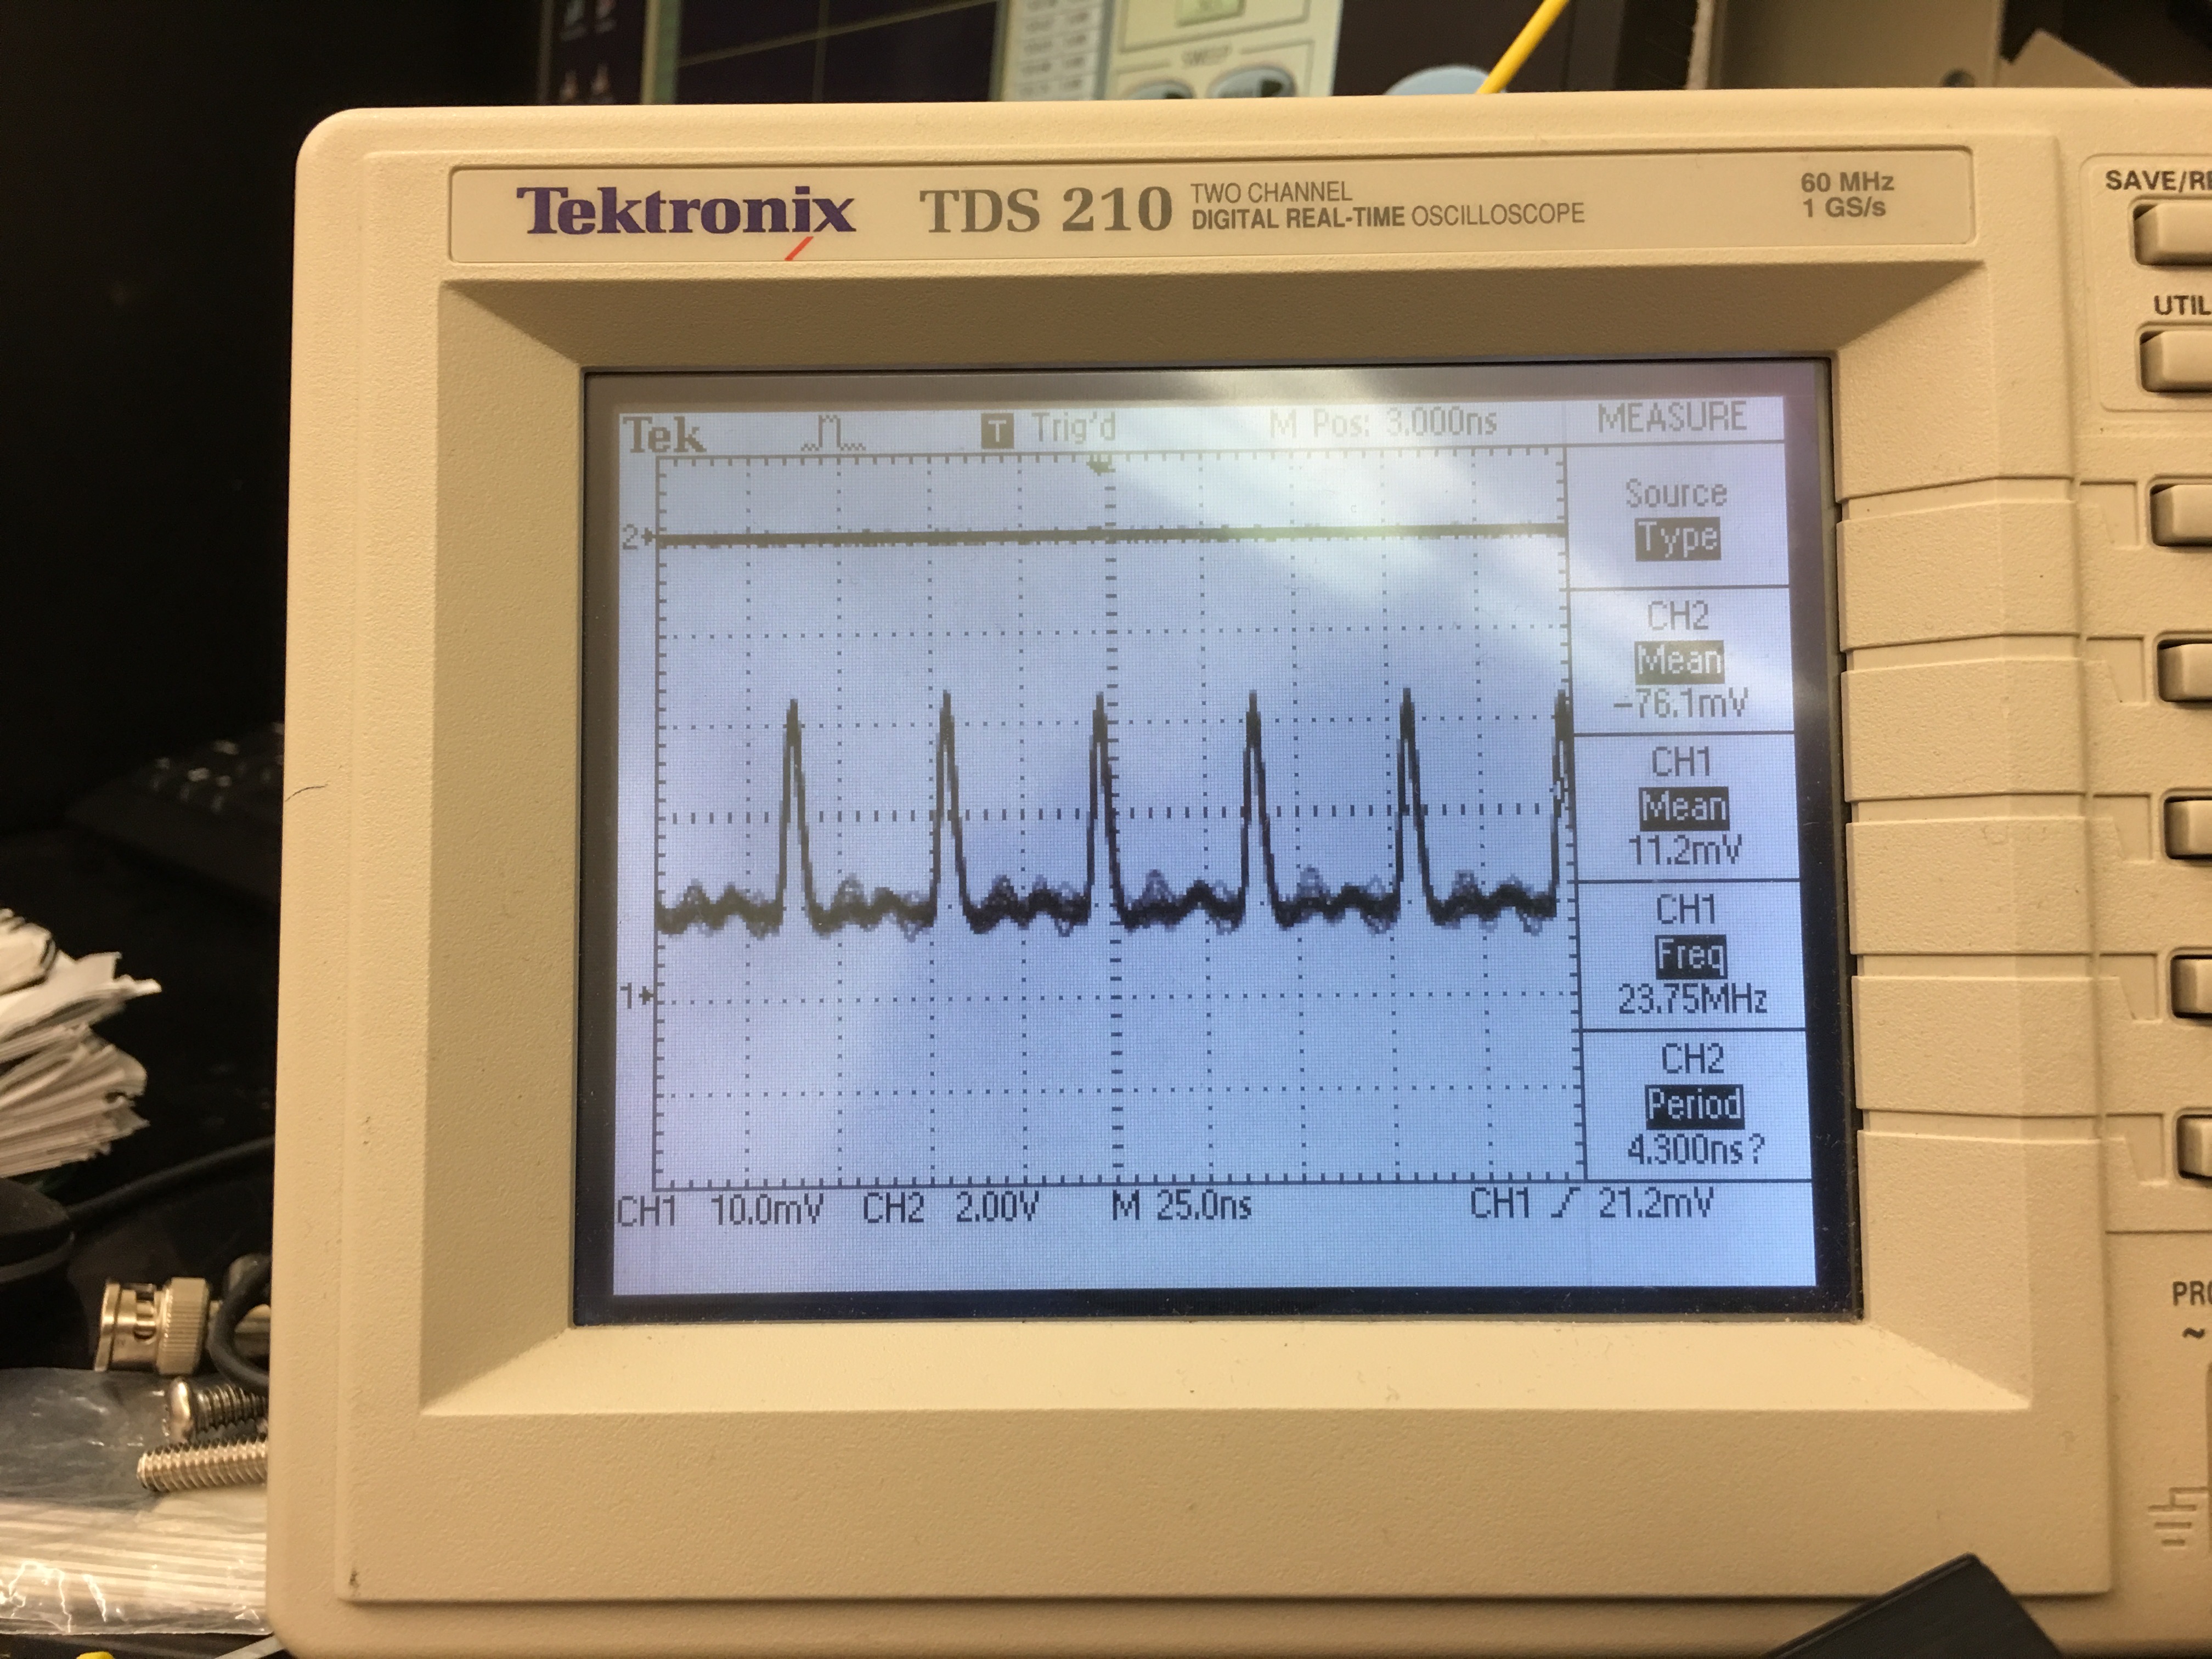 SWEEP
Tektronix TDS 210 TWO CHANNEL
DIGITAL REAL-TIME OSCILLOSCOPE
60 MHz
1 GS/s
SAVE/RE
UTIL
Tek T Trig'd M Pos: 3.000ns MEASURE
Source
Type
2
CH2
Mean
-76.1mV
CH1
Mean
11.2mV
CH1
Freq
23.75MHz
1
CH2
Period
4.300ns?
CH1 10.0mV CH2 2.00V M 25.0ns CH1 21.2mV
PRO
~